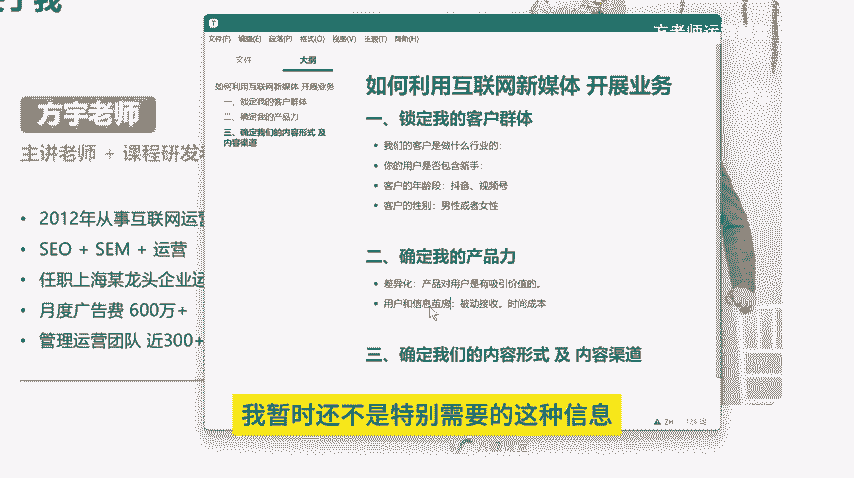 方宇老师
主讲老师 + 课程研发
• 2012年从事互联网运
• SEO + SEM + 运营
• 任职上海某龙头企业运
• 月度广告费 600万+
• 管理运营团队 近300+
方老师运
文件(F) 编辑(E) 段落(P) 格式(O) 视图(V) 主题(T) 帮助(H)
文件 大纲
如何利用互联网新媒体 开展业务
一、锁定我的客户群体
二、确定我的产品力
三、确定我们的内容形式 及
内容渠道
如何利用互联网新媒体 开展业务
一、锁定我的客户群体
• 我们的客户是做什么行业的:
• 你的用户是否包含新手:
• 客户的年龄段：抖音、视频号
• 客户的性别：男性或者女性
二、确定我的产品力
• 差异化：产品对用户是有吸引价值的。
• 用户和信息茧房：被动接收。时间成本
三、确定我们的内容形式 及 内容渠道
我暂时还不是特别需要的这种信息